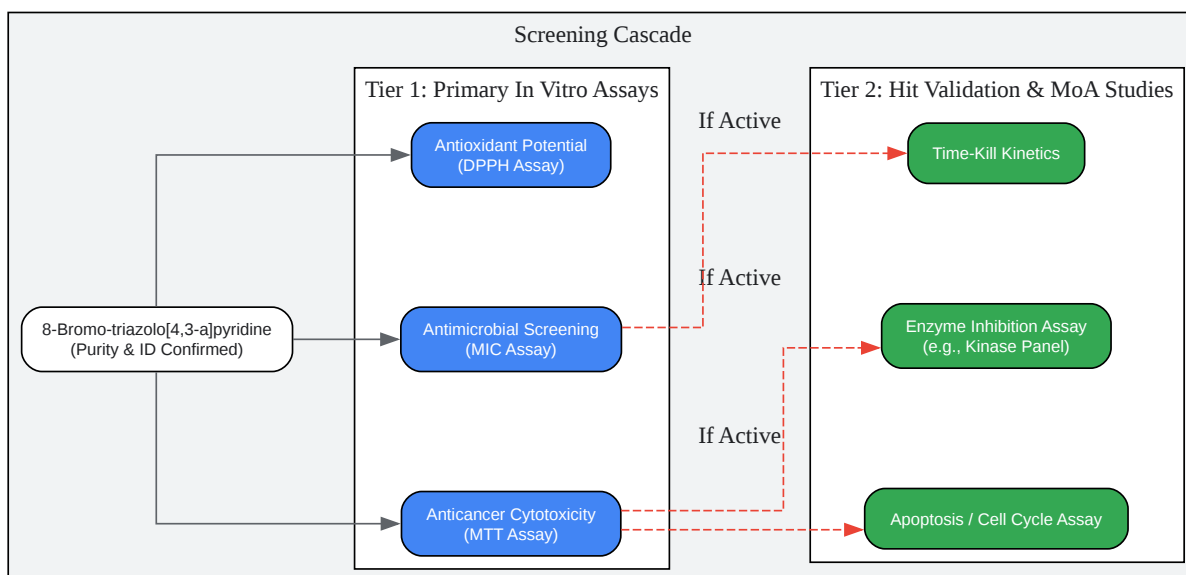 Screening Cascade
Tier 1: Primary In Vitro Assays
Tier 2: Hit Validation & MoA Studies
If Active
Antioxidant Potential
(DPPH Assay)
Time-Kill Kinetics
If Active
8-Bromo-triazolo[4,3-a]pyridine
(Purity & ID Confirmed)
Antimicrobial Screening
(MIC Assay)
Enzyme Inhibition Assay
(e.g., Kinase Panel)
If Active
Anticancer Cytotoxicity
(MTT Assay)
Apoptosis / Cell Cycle Assay